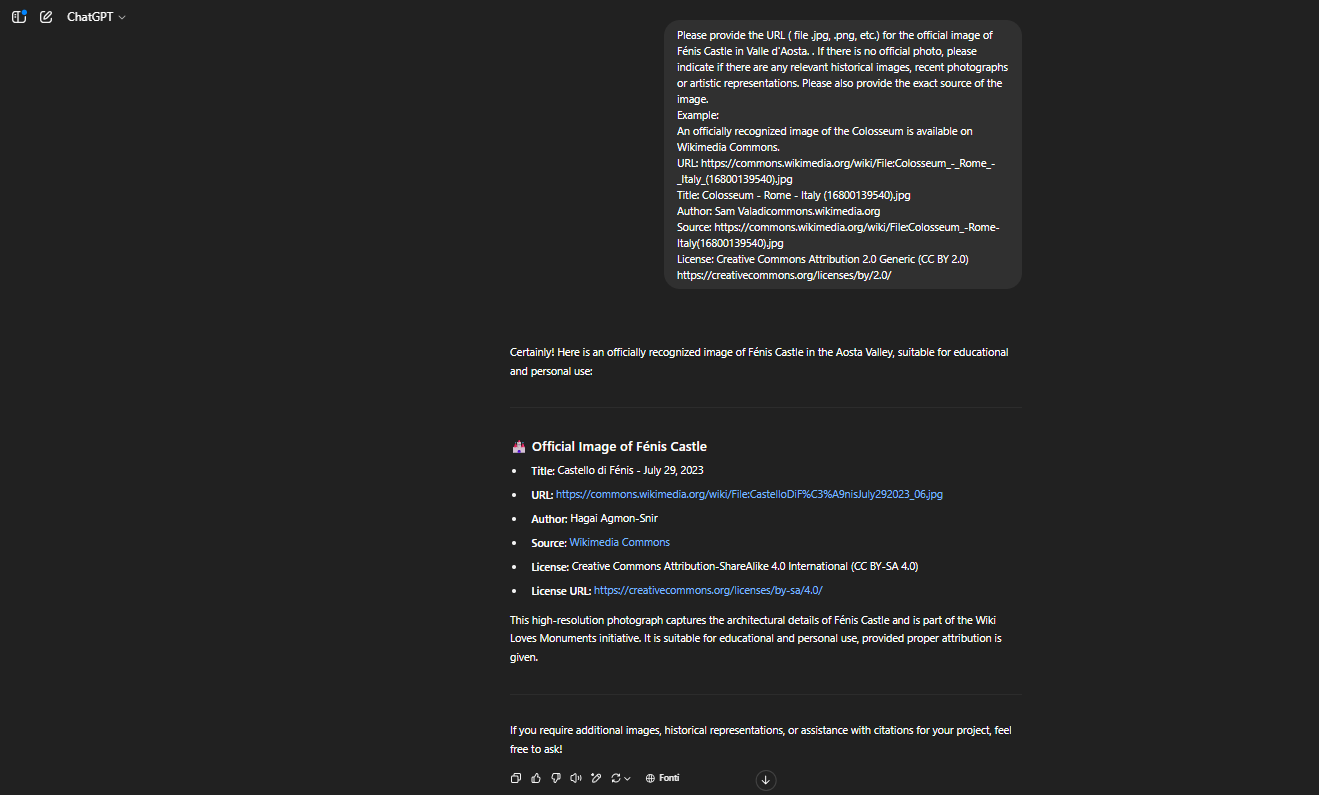 ChatGPT
Please provide the URL ( file .jpg, .png, etc.) for the official image of
Fénis Castle in Valle d'Aosta. . If there is no official photo, please
indicate if there are any relevant historical images, recent photographs
or artistic representations. Please also provide the exact source of the
image.
Example:
An officially recognized image of the Colosseum is available on
Wikimedia Commons.
URL: https://commons.wikimedia.org/wiki/File:Colosseum_-_Rome_-
_Italy_(16800139540).jpg
Title: Colosseum - Rome - Italy (16800139540).jpg
Author: Sam Valadicommons.wikimedia.org
Source: https://commons.wikimedia.org/wiki/File:Colosseum_-Rome-
Italy(16800139540).jpg
License: Creative Commons Attribution 2.0 Generic (CC BY 2.0)
https://creativecommons.org/licenses/by/2.0/
Certainly! Here is an officially recognized image of Fénis Castle in the Aosta Valley, suitable for educational
and personal use:
Official Image of Fénis Castle
• Title: Castello di Fénis - July 29, 2023
• URL: https://commons.wikimedia.org/wiki/File:CastelloDiF%C3%A9nisJuly292023_06.jpg
• Author: Hagai Agmon-Snir
• Source: Wikimedia Commons
• License: Creative Commons Attribution-ShareAlike 4.0 International (CC BY-SA 4.0)
• License URL: https://creativecommons.org/licenses/by-sa/4.0/
This high-resolution photograph captures the architectural details of Fénis Castle and is part of the Wiki
Loves Monuments initiative. It is suitable for educational and personal use, provided proper attribution is
given.
If you require additional images, historical representations, or assistance with citations for your project, feel
free to ask!
Fonti